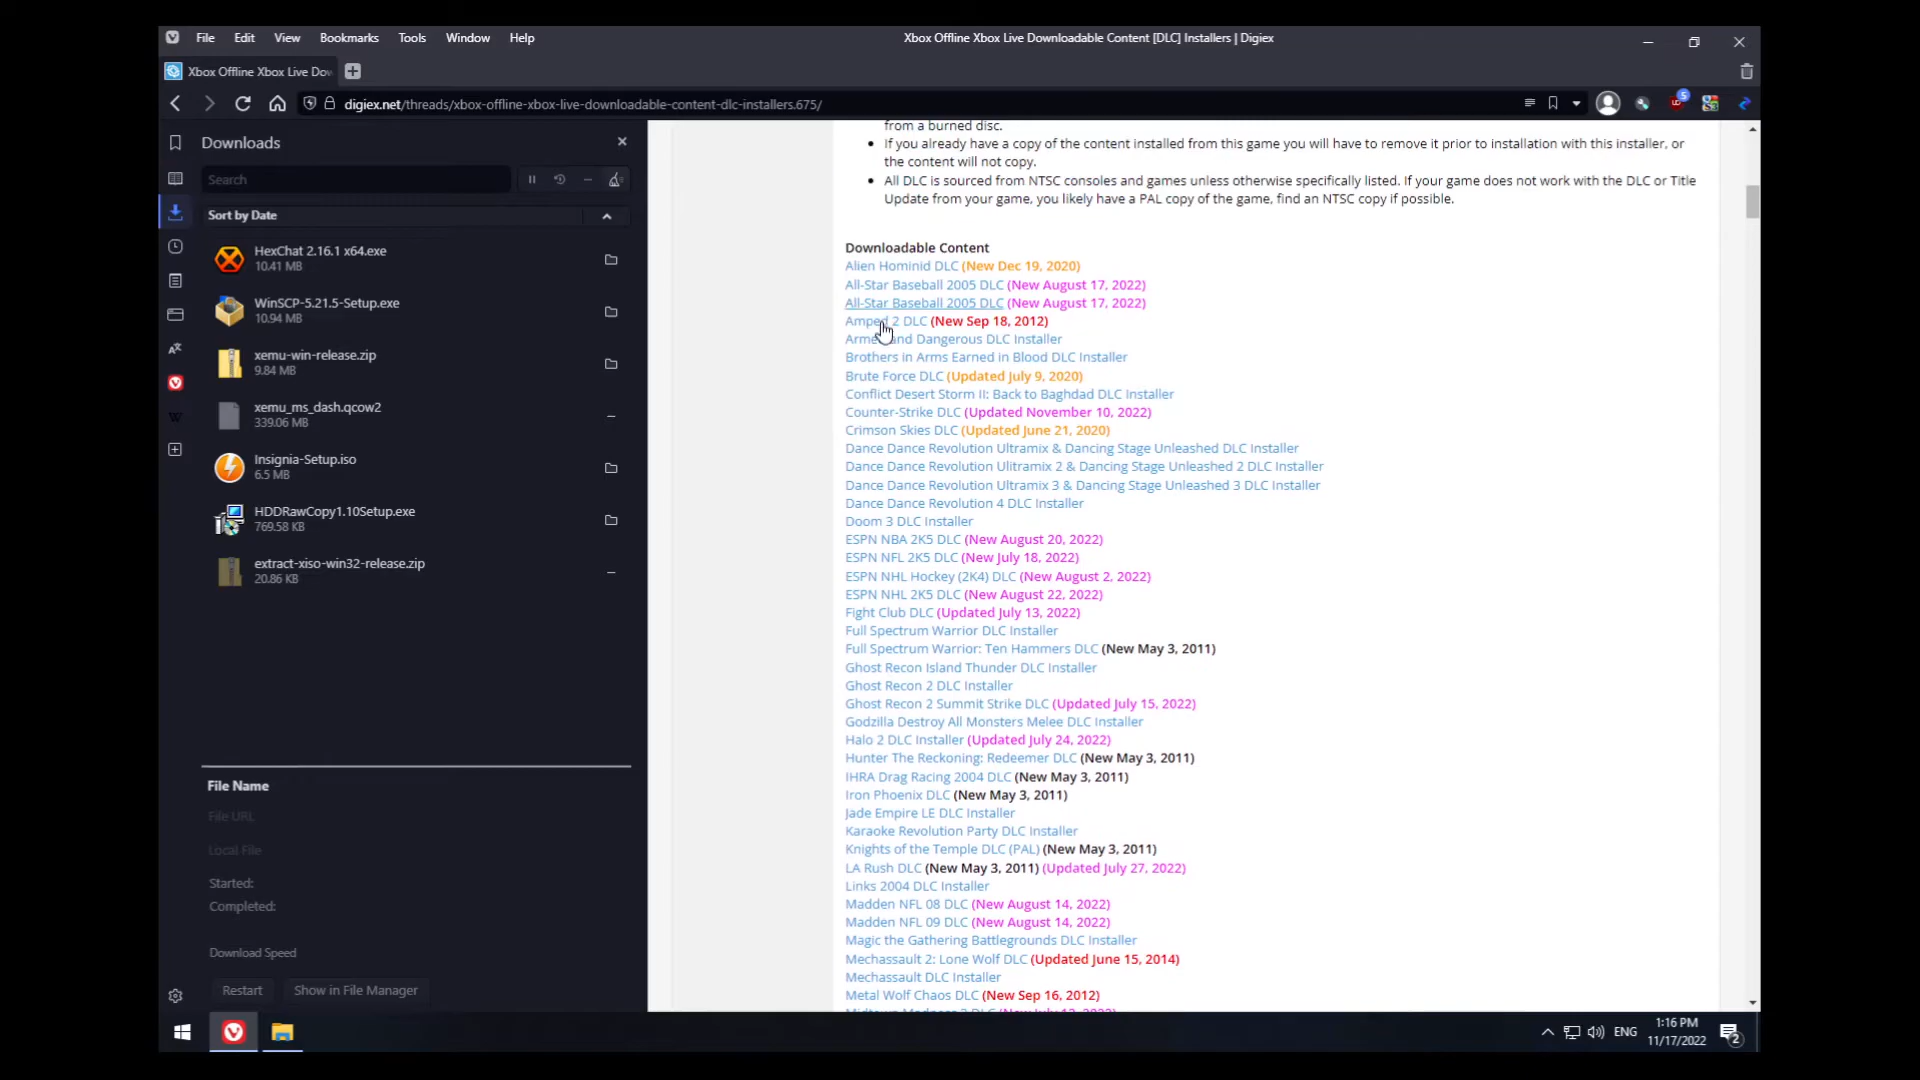 File Edit View Bookmarks Tools Window Help
Xbox Offline Xbox Live Downloadable Content [DLC] Installers | Digiex
Xbox Offline Xbox Live Dow
digiex.net/threads/xbox-offline-xbox-live-downloadable-content-dlc-installers.675/
5
Downloads
Search
Sort by Date
HexChat 2.16.1 x64.exe
10.41 MB
WinSCP-5.21.5-Setup.exe
10.94 MB
xemu-win-release.zip
9.84 MB
xemu_ms_dash.qcow2
339.06 MB
Insignia-Setup.iso
6.5 MB
HDDRawCopy1.10Setup.exe
769.58 KB
extract-xiso-win32-release.zip
20.86 KB
File Name
File URL
Local File
Started:
Completed:
Download Speed
Restart Show in File Manager
from a burned disc.
• If you already have a copy of the content installed from this game you will have to remove it prior to installation with this installer, or
the content will not copy.
• All DLC is sourced from NTSC consoles and games unless otherwise specifically listed. If your game does not work with the DLC or Title
Update from your game, you likely have a PAL copy of the game, find an NTSC copy if possible.
Downloadable Content
Alien Hominid DLC (New Dec 19, 2020)
All-Star Baseball 2005 DLC (New August 17, 2022)
All-Star Baseball 2005 DLC (New August 17, 2022)
Amped 2 DLC (New Sep 18, 2012)
Armed and Dangerous DLC Installer
Brothers in Arms Earned in Blood DLC Installer
Brute Force DLC (Updated July 9, 2020)
Conflict Desert Storm II: Back to Baghdad DLC Installer
Counter-Strike DLC (Updated November 10, 2022)
Crimson Skies DLC (Updated June 21, 2020)
Dance Dance Revolution Ultramix & Dancing Stage Unleashed DLC Installer
Dance Dance Revolution Ulitramix 2 & Dancing Stage Unleashed 2 DLC Installer
Dance Dance Revolution Ultramix 3 & Dancing Stage Unleashed 3 DLC Installer
Dance Dance Revolution 4 DLC Installer
Doom 3 DLC Installer
ESPN NBA 2K5 DLC (New August 20, 2022)
ESPN NFL 2K5 DLC (New July 18, 2022)
ESPN NHL Hockey (2K4) DLC (New August 2, 2022)
ESPN NHL 2K5 DLC (New August 22, 2022)
Fight Club DLC (Updated July 13, 2022)
Full Spectrum Warrior DLC Installer
Full Spectrum Warrior: Ten Hammers DLC (New May 3, 2011)
Ghost Recon Island Thunder DLC Installer
Ghost Recon 2 DLC Installer
Ghost Recon 2 Summit Strike DLC (Updated July 15, 2022)
Godzilla Destroy All Monsters Melee DLC Installer
Halo 2 DLC Installer (Updated July 24, 2022)
Hunter The Reckoning: Redeemer DLC (New May 3, 2011)
IHRA Drag Racing 2004 DLC (New May 3, 2011)
Iron Phoenix DLC (New May 3, 2011)
Jade Empire LE DLC Installer
Karaoke Revolution Party DLC Installer
Knights of the Temple DLC (PAL) (New May 3, 2011)
LA Rush DLC (New May 3, 2011) (Updated July 27, 2022)
Links 2004 DLC Installer
Madden NFL 08 DLC (New August 14, 2022)
Madden NFL 09 DLC (New August 14, 2022)
Magic the Gathering Battlegrounds DLC Installer
Mechassault 2: Lone Wolf DLC (Updated June 15, 2014)
Mechassault DLC Installer
Metal Wolf Chaos DLC (New Sep 16, 2012)
ENG
1:16 PM
11/17/2022
2